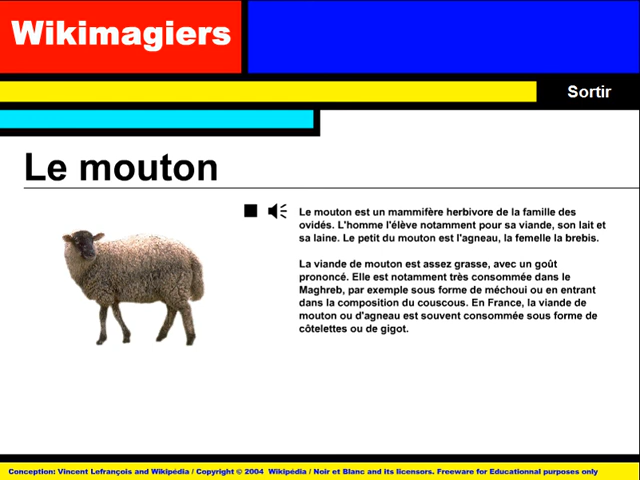 Wikimagiers
Sortir
Le mouton
Le mouton est un mammifère herbivore de la famille des
ovidés. L'homme l'élève notamment pour sa viande, son lait et
sa laine. Le petit du mouton est l'agneau, la femelle la brebis.
La viande de mouton est assez grasse, avec un goût
prononcé. Elle est notamment très consommée dans le
Maghreb, par exemple sous forme de méchoui ou en entrant
dans la composition du couscous. En France, la viande de
mouton ou d'agneau est souvent consommée sous forme de
côtelettes ou de gigot.
Conception: Vincent Lefrançois and Wikipédia / Copyright © 2004 Wikipédia / Noir et Blanc and its licensors. Freeware for Educationnal purposes only